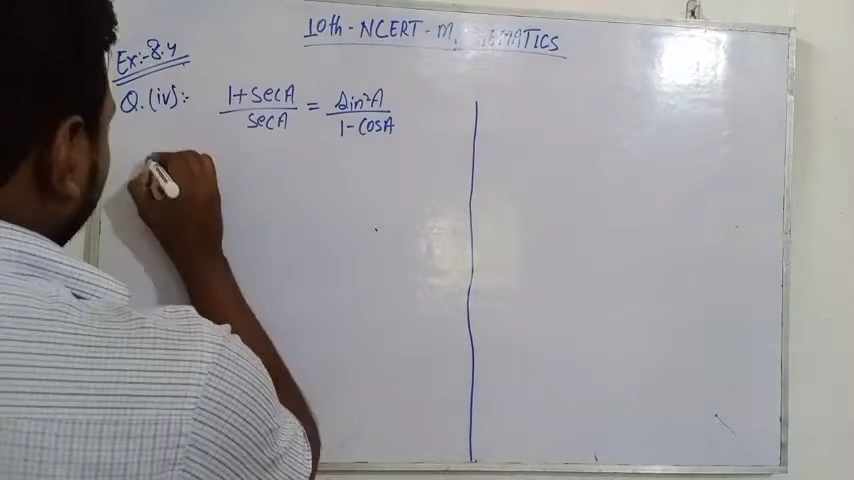 10th - NCERT - M EMATICS
Ex:- 8.4
Q. (iv):- 1+secA / secA = sin²A / 1-cosA